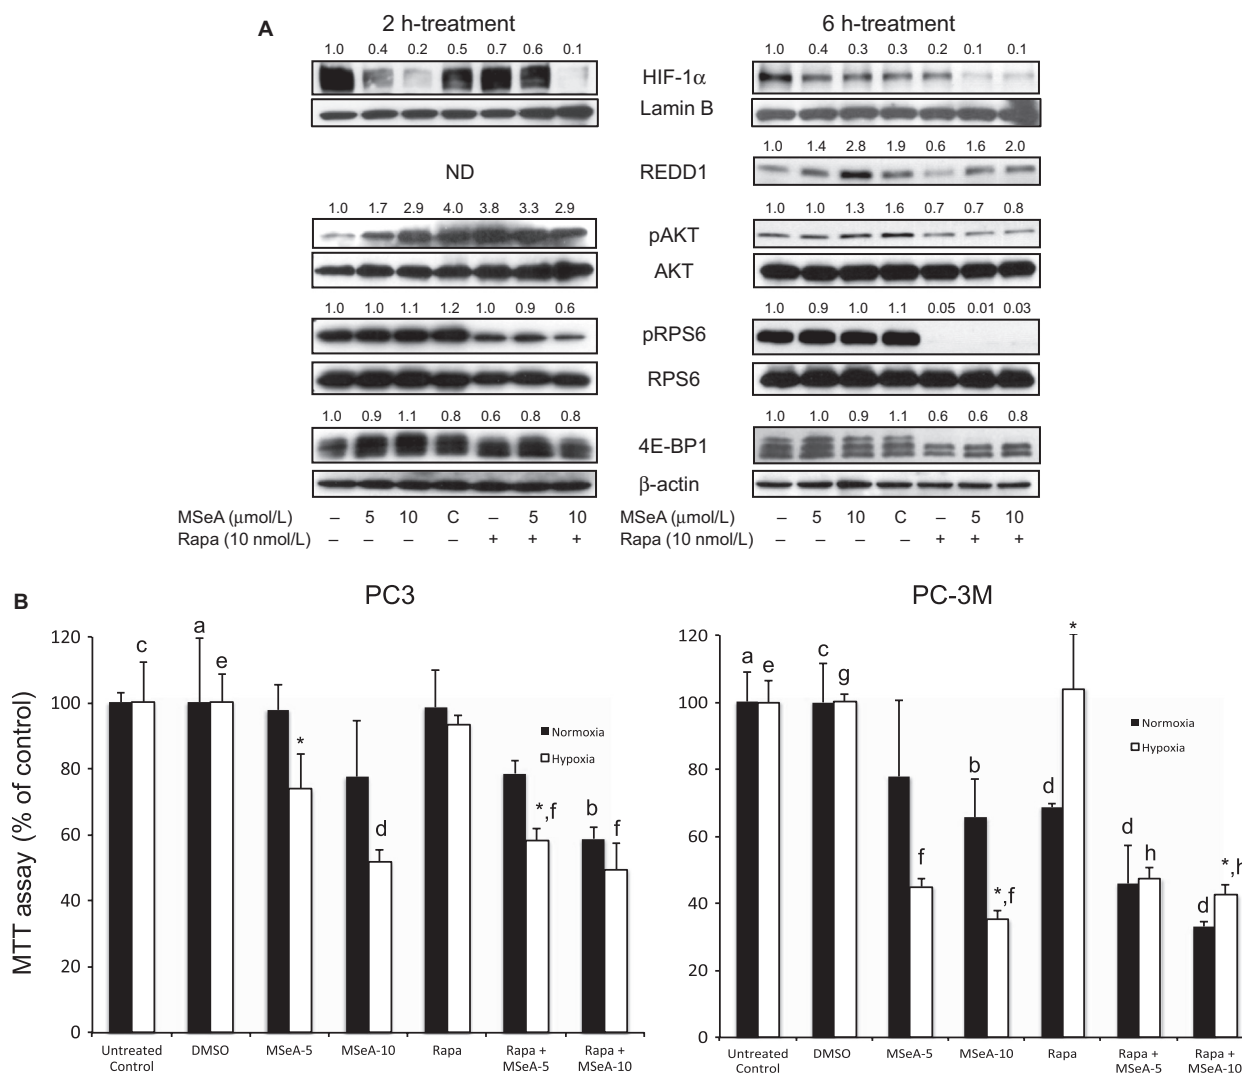 A
2 h-treatment
6 h-treatment
1.0 0.4 0.2 0.5 0.7 0.6 0.1
1.0 0.4 0.3 0.3 0.2 0.1 0.1
HIF-1α
Lamin B
1.0 1.4 2.8 1.9 0.6 1.6 2.0
ND
REDD1
1.0 1.7 2.9 4.0 3.8 3.3 2.9
1.0 1.0 1.3 1.6 0.7 0.7 0.8
pAKT
AKT
1.0 1.0 1.1 1.2 1.0 0.9 0.6
1.0 0.9 1.0 1.1 0.05 0.01 0.03
pRPS6
RPS6
1.0 0.9 1.1 0.8 0.6 0.8 0.8
1.0 1.0 0.9 1.1 0.6 0.6 0.8
4E-BP1
β-actin
MSeA (μmol/L) – 5 10 C – 5 10
Rapa (10 nmol/L) – – – – + + +
MSeA (μmol/L) – 5 10 C – 5 10
Rapa (10 nmol/L) – – – – + + +
B
PC3
MTT assay (% of control)
120
100
80
60
40
20
0
c
a
e
*
d
*,f
b
f
Normoxia
Hypoxia
Untreated Control
DMSO
MSeA-5
MSeA-10
Rapa
Rapa + MSeA-5
Rapa + MSeA-10
PC-3M
120
100
80
60
40
20
0
a
e
c
g
f
b
*,f
d
*
d
h
d
*,h
Normoxia
Hypoxia
Untreated Control
DMSO
MSeA-5
MSeA-10
Rapa
Rapa + MSeA-5
Rapa + MSeA-10